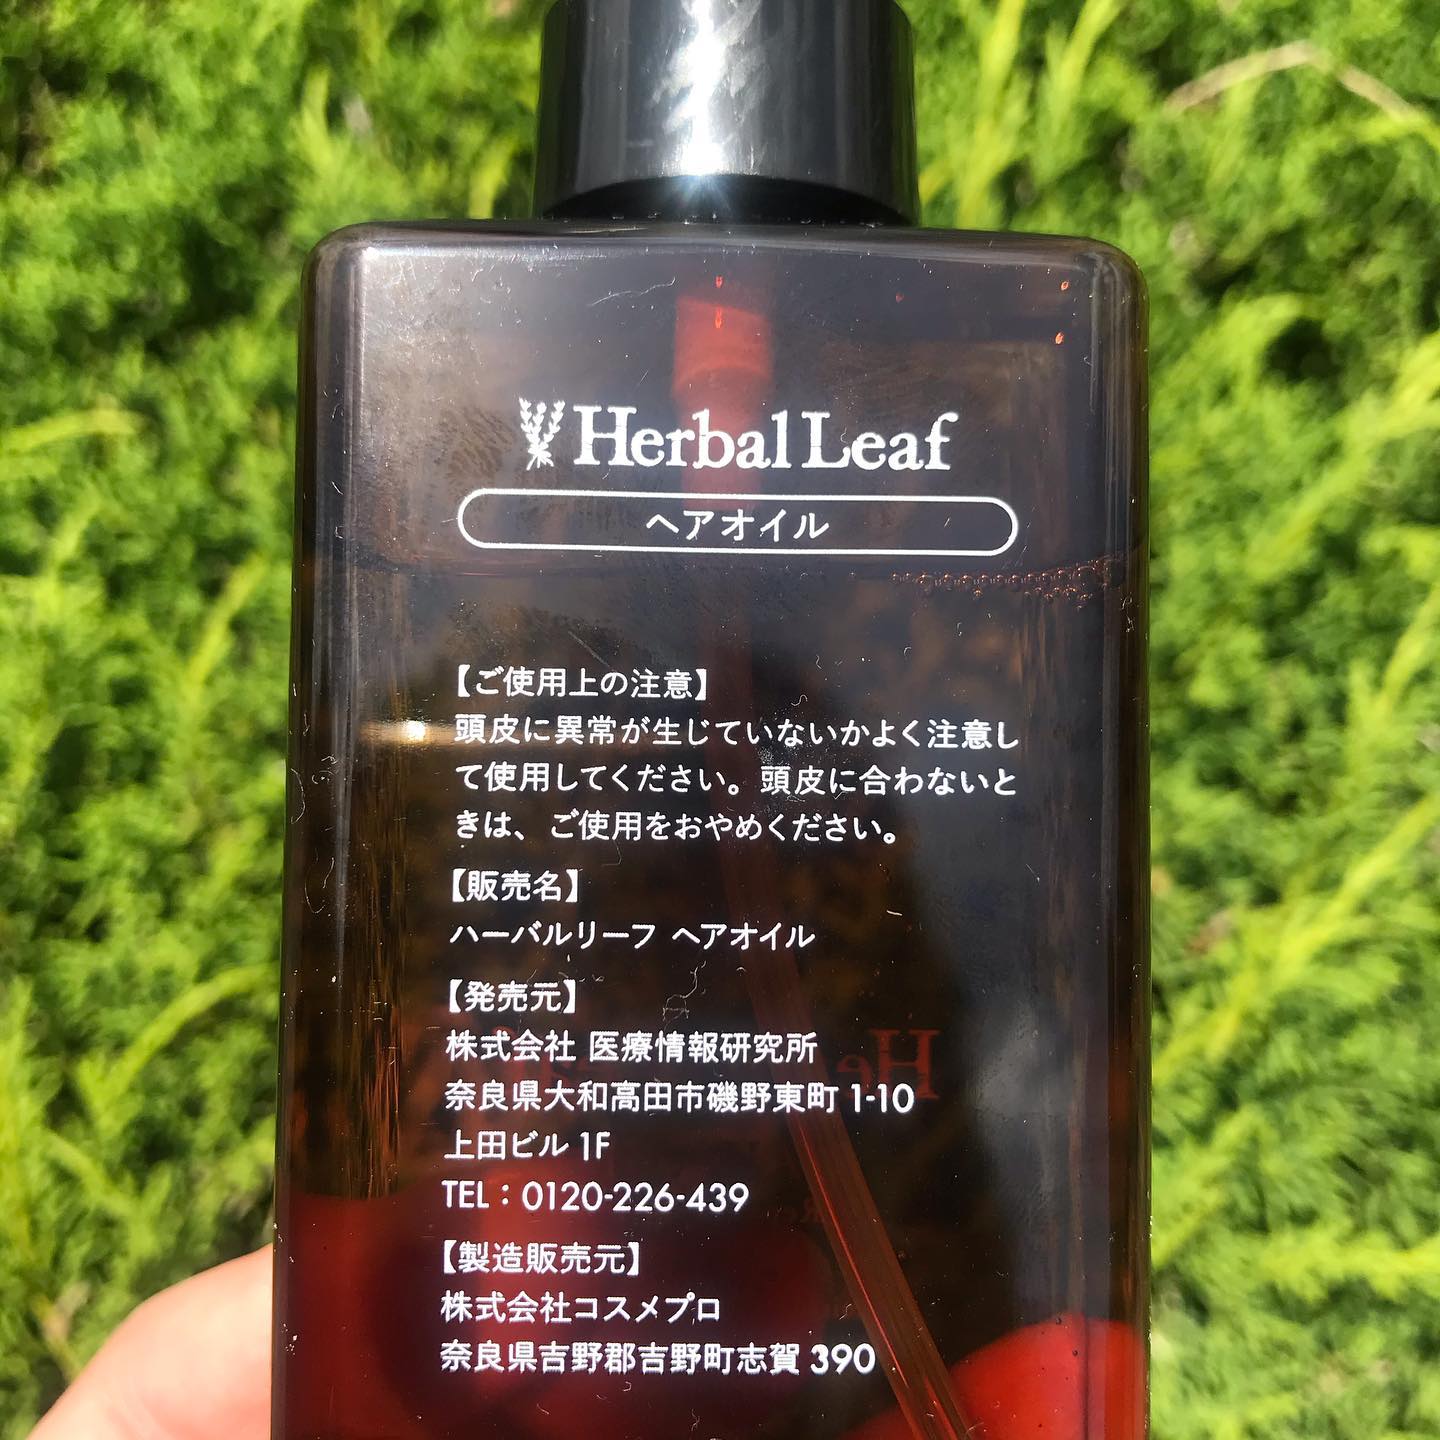 Herbal Leaf
ヘアオイル
【ご使用上の注意】
頭皮に異常が生じていないかよく注意し
て使用してください。頭皮に合わないと
きは、ご使用をおやめください。
【販売名】
ハーバルリーフ ヘアオイル
【発売元】
株式会社 医療情報研究所
奈良県大和高田市磯野東町 1-10
上田ビル 1F
TEL：0120-226-439
【製造販売元】
株式会社コスメプロ
奈良県吉野郡吉野町志賀 390